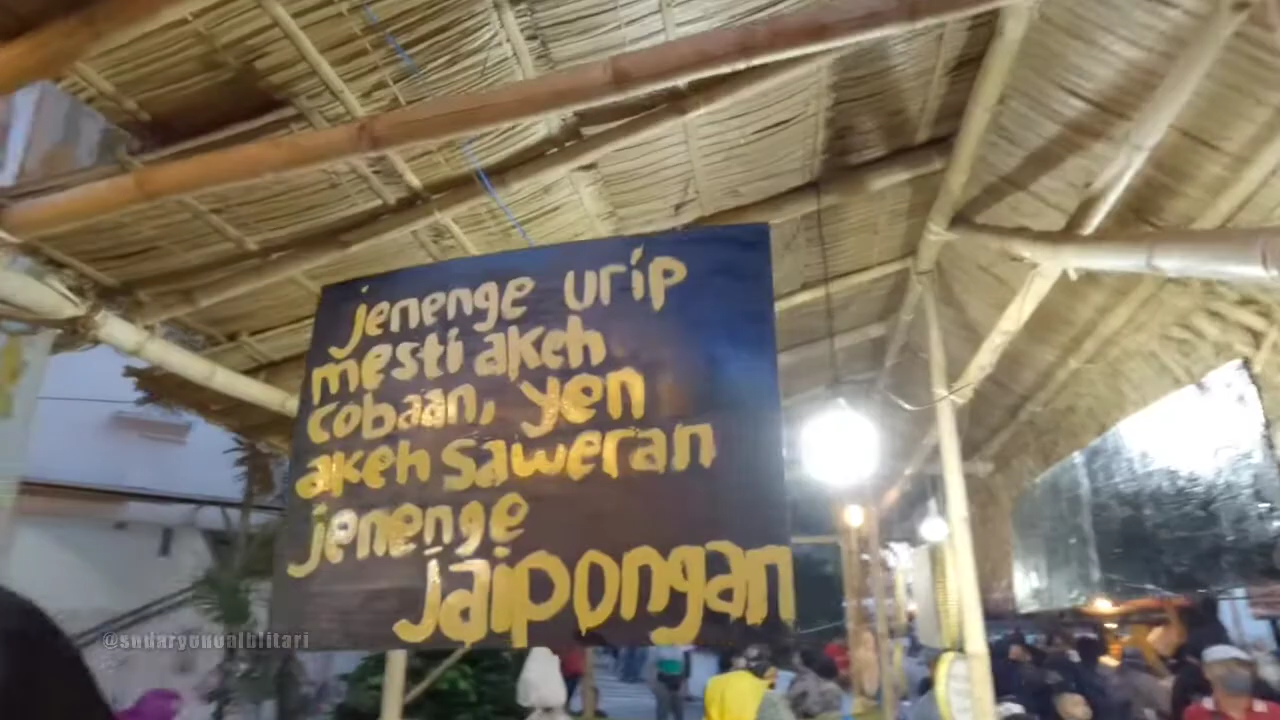 jenenge urip
mesti akeh
cobaan, yen
akeh saweran
jenenge
jaipongan
@sudaryonoalblitari